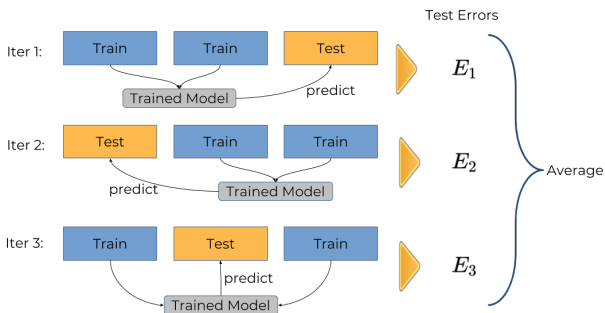 Test Errors
Iter 1:
Train
Train
Test
E1
Trained Model
predict
Iter 2:
Test
Train
Train
E2
Average
predict
Trained Model
Iter 3:
Train
Test
Train
E3
predict
Trained Model